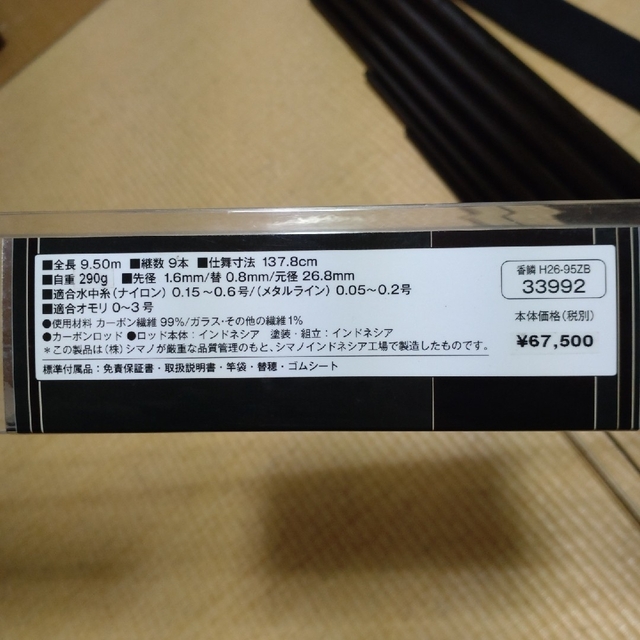 ■全長 9.50m ■継数 9本 ■仕舞寸法 137.8cm
■自重 290g ■先径 1.6mm/替 0.8mm/元径 26.8mm
■適合水中糸(ナイロン) 0.15～0.6号/(メタルライン) 0.05～0.2号
■適合オモリ 0～3号
●使用材料 カーボン繊維 99%/ガラス・その他の繊維 1%
●カーボンロッド ●ロッド本体：インドネシア 塗装・組立：インドネシア
＊この製品は(株)シマノが厳重な品質管理のもと、シマノインドネシア工場で製造したものです。
標準付属品：免責保証書・取扱説明書・竿袋・替穂・ゴムシート
香鱗 H26-95ZB
33992
本体価格(税別)
¥67,500